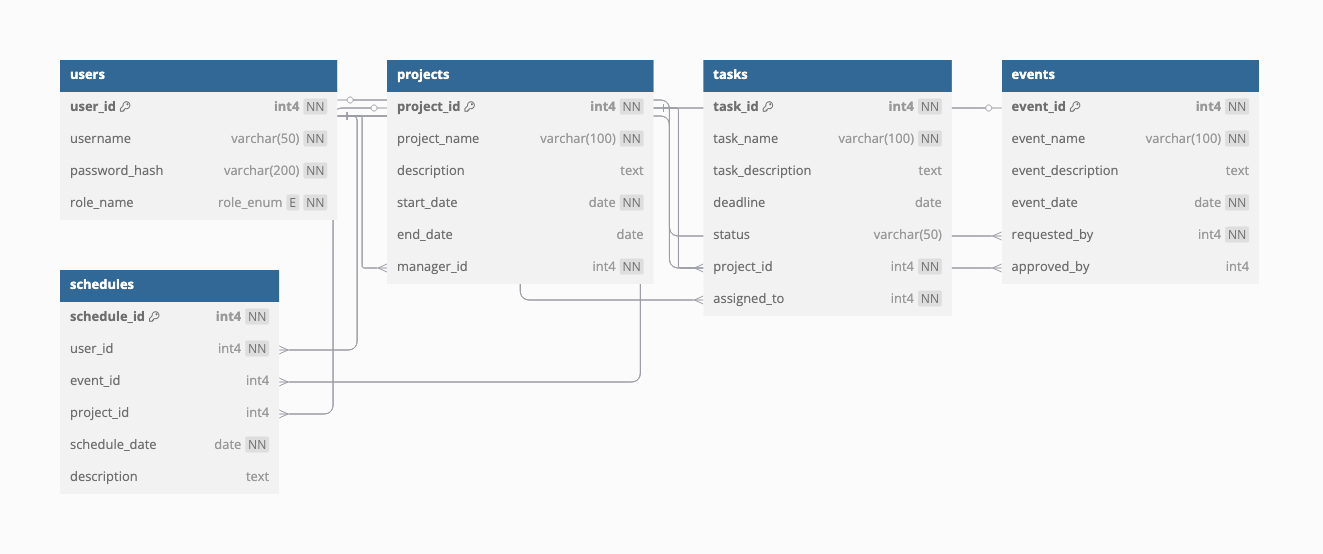 users
user_id int4 NN
username varchar(50) NN
password_hash varchar(200) NN
role_name role_enum E NN
projects
project_id int4 NN
project_name varchar(100) NN
description text
start_date date NN
end_date date
manager_id int4 NN
tasks
task_id int4 NN
task_name varchar(100) NN
task_description text
deadline date
status varchar(50)
project_id int4 NN
assigned_to int4 NN
events
event_id int4 NN
event_name varchar(100) NN
event_description text
event_date date NN
requested_by int4 NN
approved_by int4
schedules
schedule_id int4 NN
user_id int4 NN
event_id int4
project_id int4
schedule_date date NN
description text